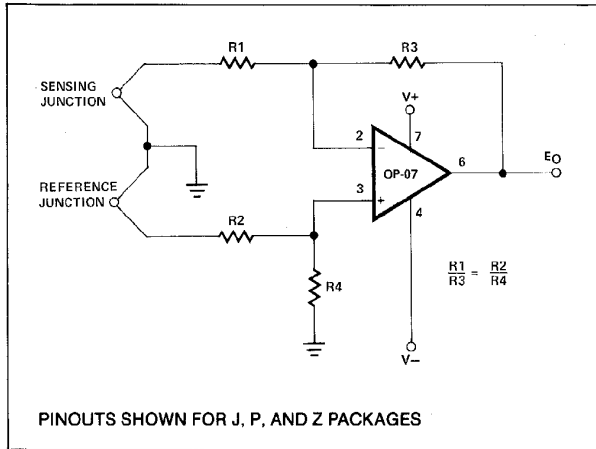 R1
R3
SENSING
JUNCTION
V+
2
7
−
OP-07
6
EO
REFERENCE
JUNCTION
3
+
4
R2
R1/R3 = R2/R4
R4
V−
PINOUTS SHOWN FOR J, P, AND Z PACKAGES